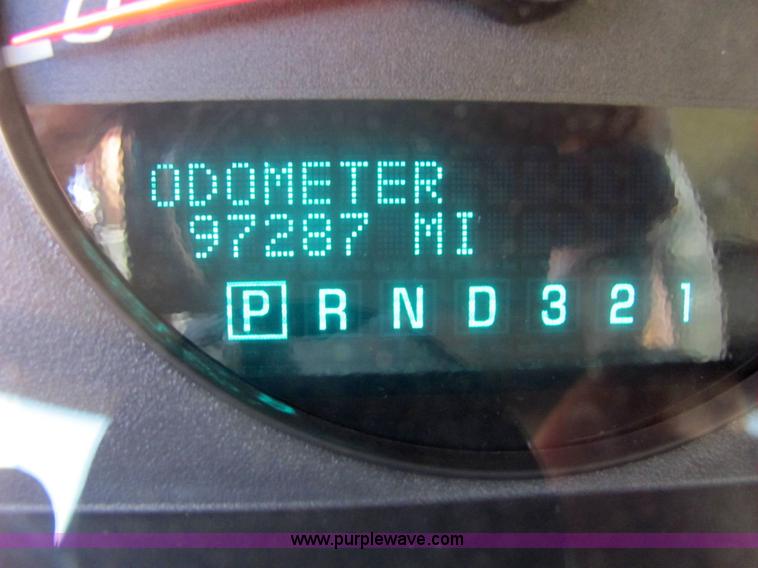 ODOMETER
97287 MI
P R N D 3 2 1
www.purplewave.com